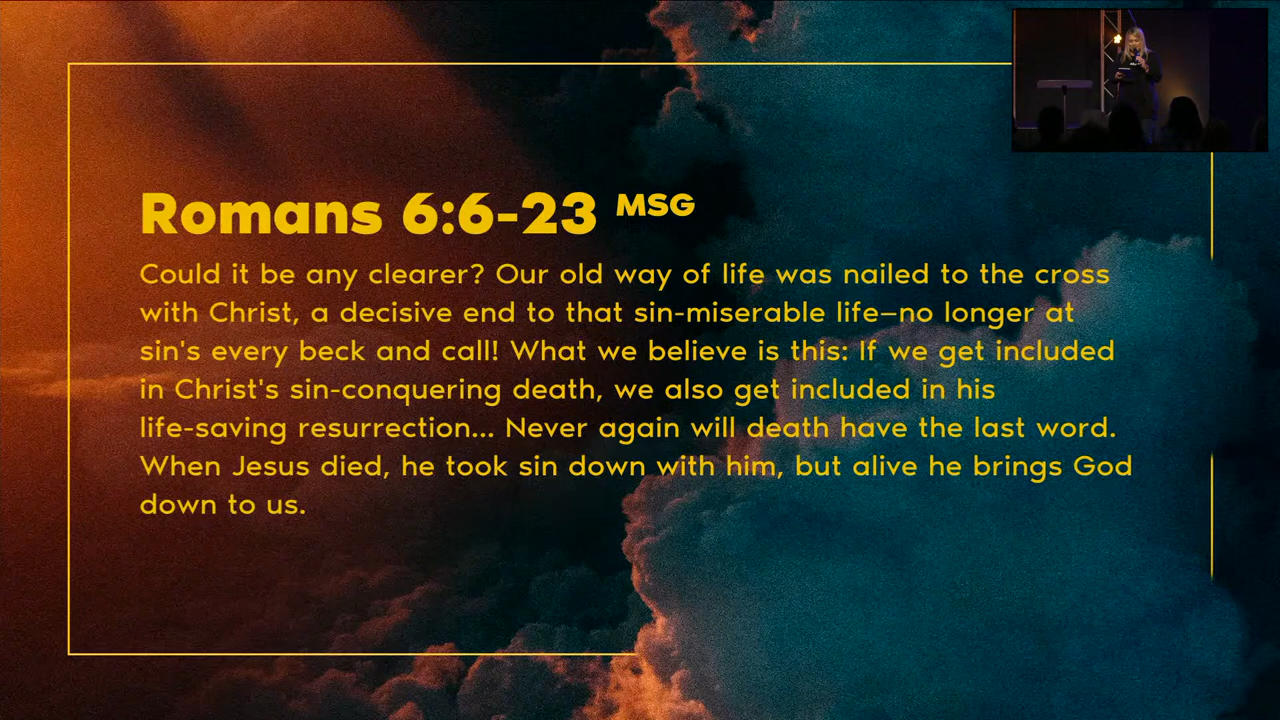 Romans 6:6-23 MSG
Could it be any clearer? Our old way of life was nailed to the cross
with Christ, a decisive end to that sin-miserable life—no longer at
sin's every beck and call! What we believe is this: If we get included
in Christ's sin-conquering death, we also get included in his
life-saving resurrection... Never again will death have the last word.
When Jesus died, he took sin down with him, but alive he brings God
down to us.